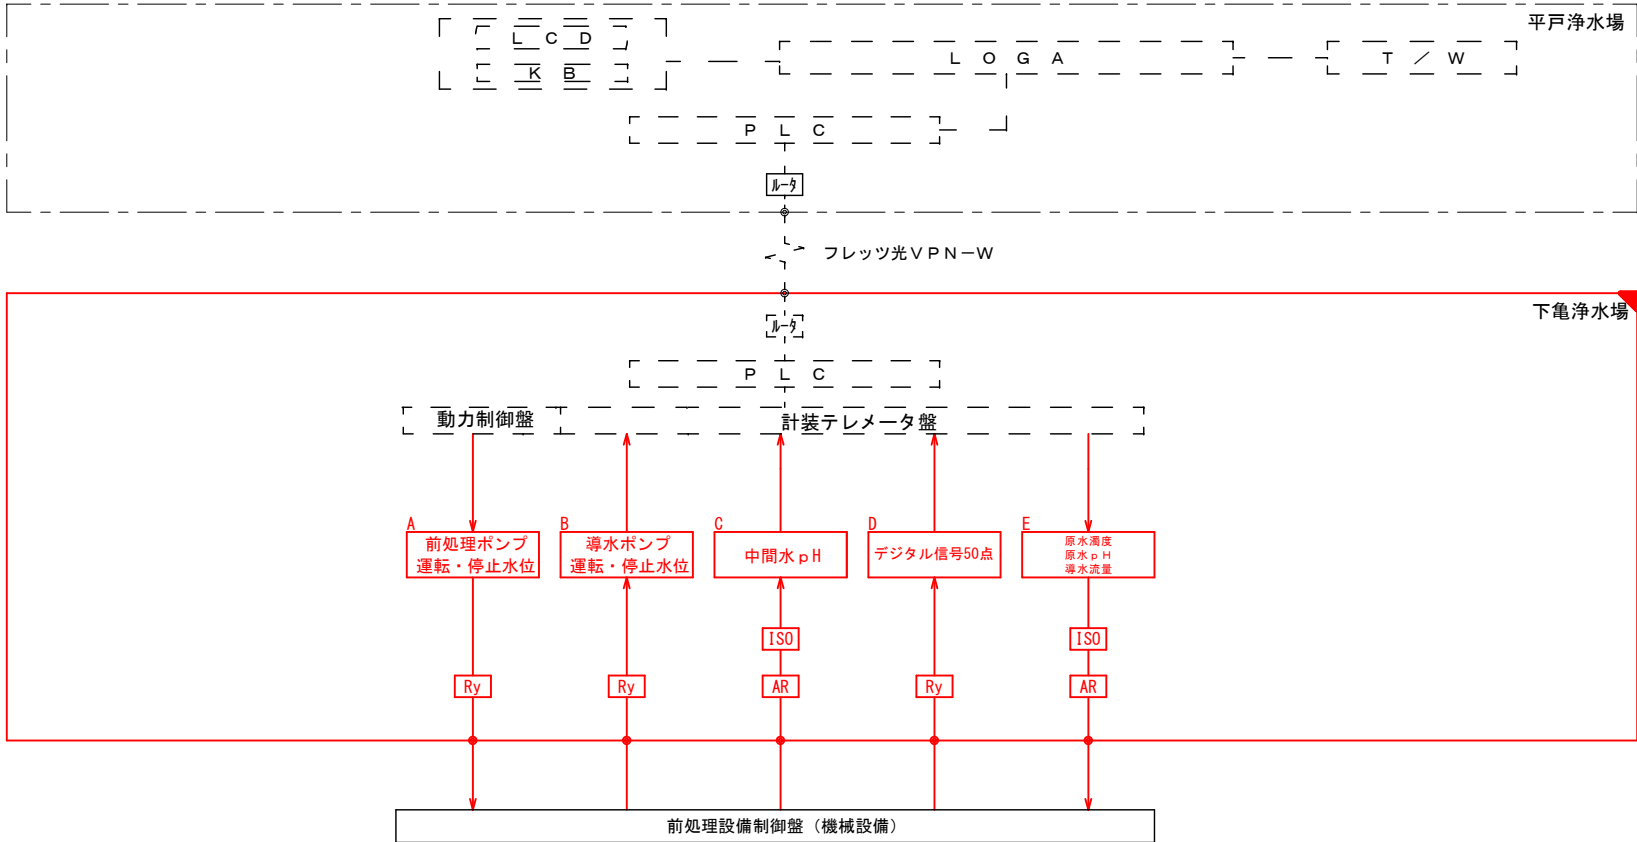 平戸浄水場
ＬＣＤ
ＫＢ
ＬＯＧＡ
Ｔ／Ｗ
ＰＬＣ
ﾙｰﾀ
フレッツ光ＶＰＮ－Ｗ
下亀浄水場
ﾙｰﾀ
ＰＬＣ
動力制御盤
計装テレメータ盤
A
前処理ポンプ
運転・停止水位
B
導水ポンプ
運転・停止水位
C
中間水ｐＨ
D
デジタル信号50点
E
原水濁度
原水ｐＨ
導水流量
ISO
ISO
Ry
Ry
AR
Ry
AR
前処理設備制御盤（機械設備）